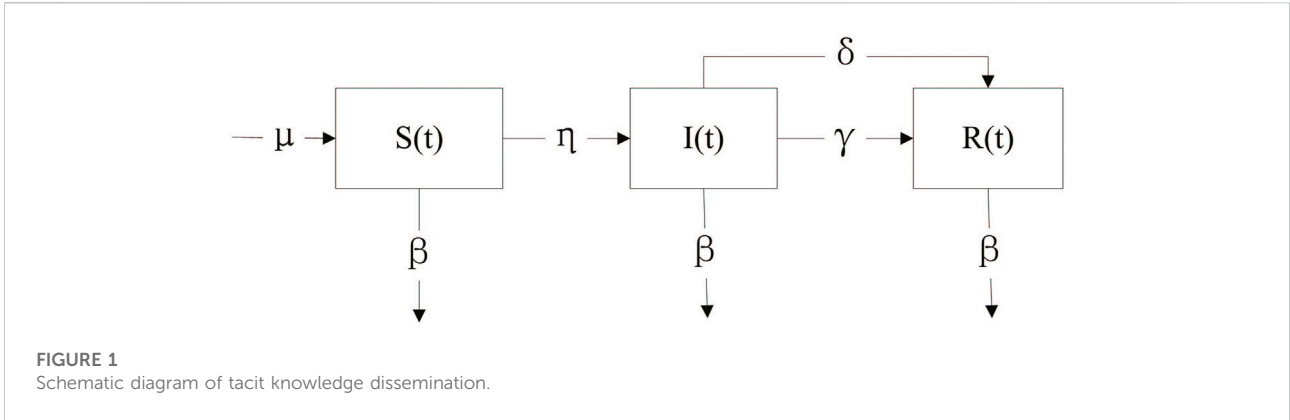 δ
μ S(t) η I(t) γ R(t)
β β β
FIGURE 1
Schematic diagram of tacit knowledge dissemination.